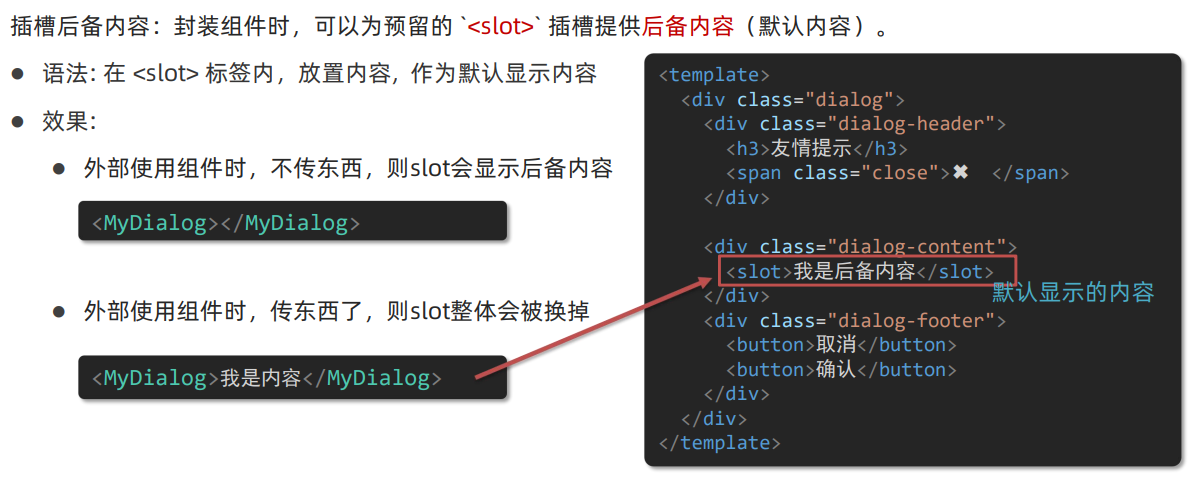 插槽后备内容：封装组件时，可以为预留的 `<slot>` 插槽提供后备内容（默认内容）。
● 语法: 在 <slot> 标签内，放置内容, 作为默认显示内容
● 效果:
● 外部使用组件时，不传东西，则slot会显示后备内容
<MyDialog></MyDialog>
● 外部使用组件时，传东西了，则slot整体会被换掉
<MyDialog>我是内容</MyDialog>
<template>
<div class="dialog">
<div class="dialog-header">
<h3>友情提示</h3>
<span class="close">✖ </span>
</div>
<div class="dialog-content">
<slot>我是后备内容</slot>
默认显示的内容
</div>
<div class="dialog-footer">
<button>取消</button>
<button>确认</button>
</div>
</div>
</template>